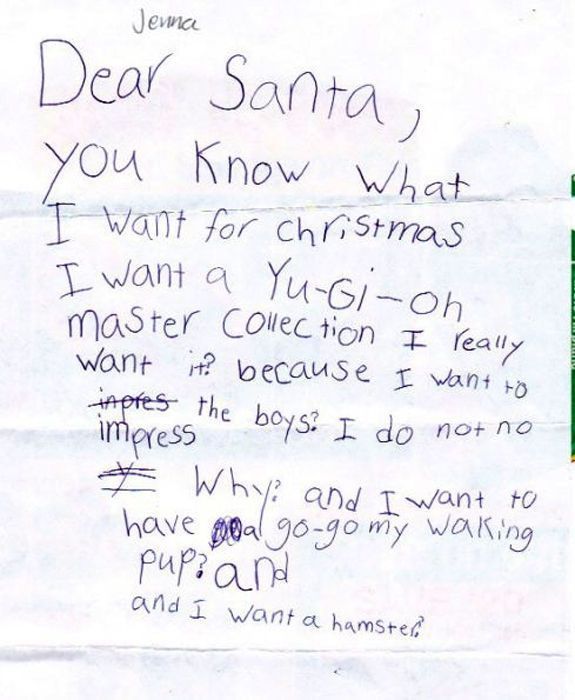 Jenna
Dear Santa,
you Know What
I want for christmas
I want a Yu-Gi-Oh
master collection I really
want it? because I want to
inpres the boys? I do not no
impress
y Why? and I want to
have a go-go my waking
pup? and
and I want a hamster?